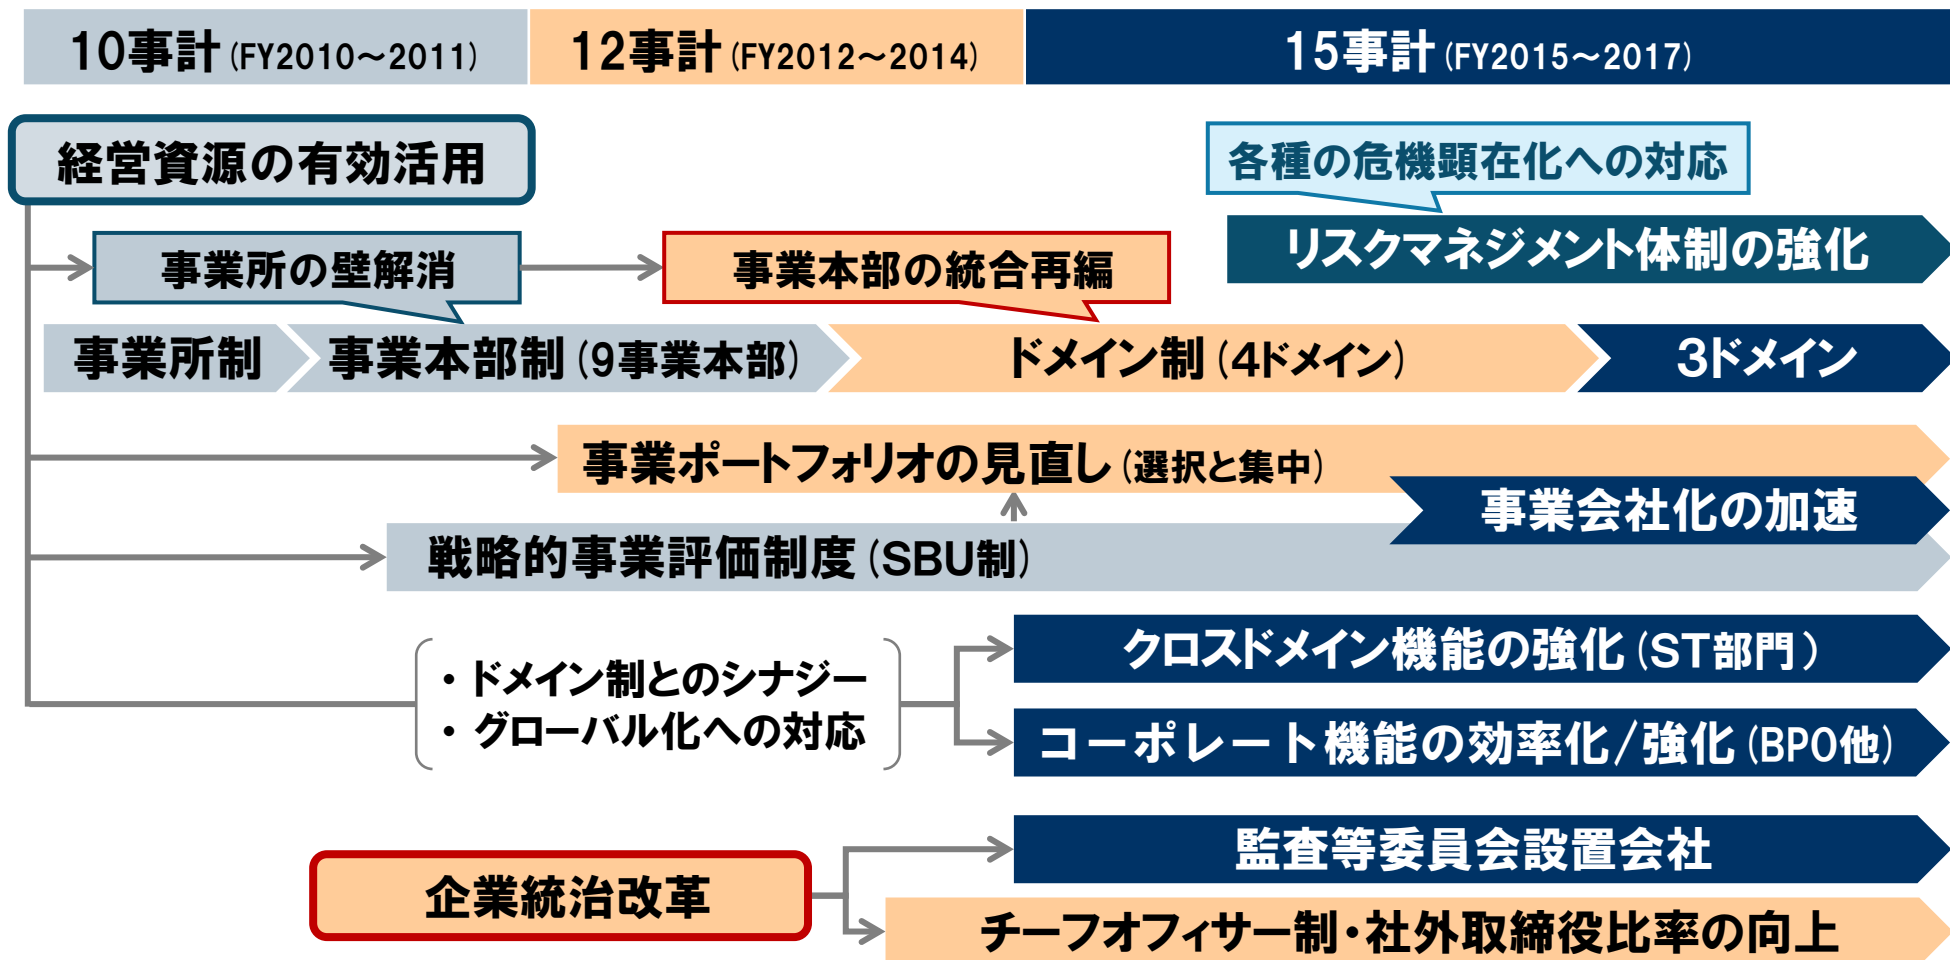 10事計 (FY2010～2011)
12事計 (FY2012～2014)
15事計 (FY2015～2017)
経営資源の有効活用
各種の危機顕在化への対応
リスクマネジメント体制の強化
事業所の壁解消
事業本部の統合再編
事業所制
事業本部制 (9事業本部)
ドメイン制 (4ドメイン)
3ドメイン
事業ポートフォリオの見直し (選択と集中)
事業会社化の加速
戦略的事業評価制度 (SBU制)
・ドメイン制とのシナジー
・グローバル化への対応
クロスドメイン機能の強化 (ST部門)
コーポレート機能の効率化/強化 (BPO他)
監査等委員会設置会社
企業統治改革
チーフオフィサー制・社外取締役比率の向上